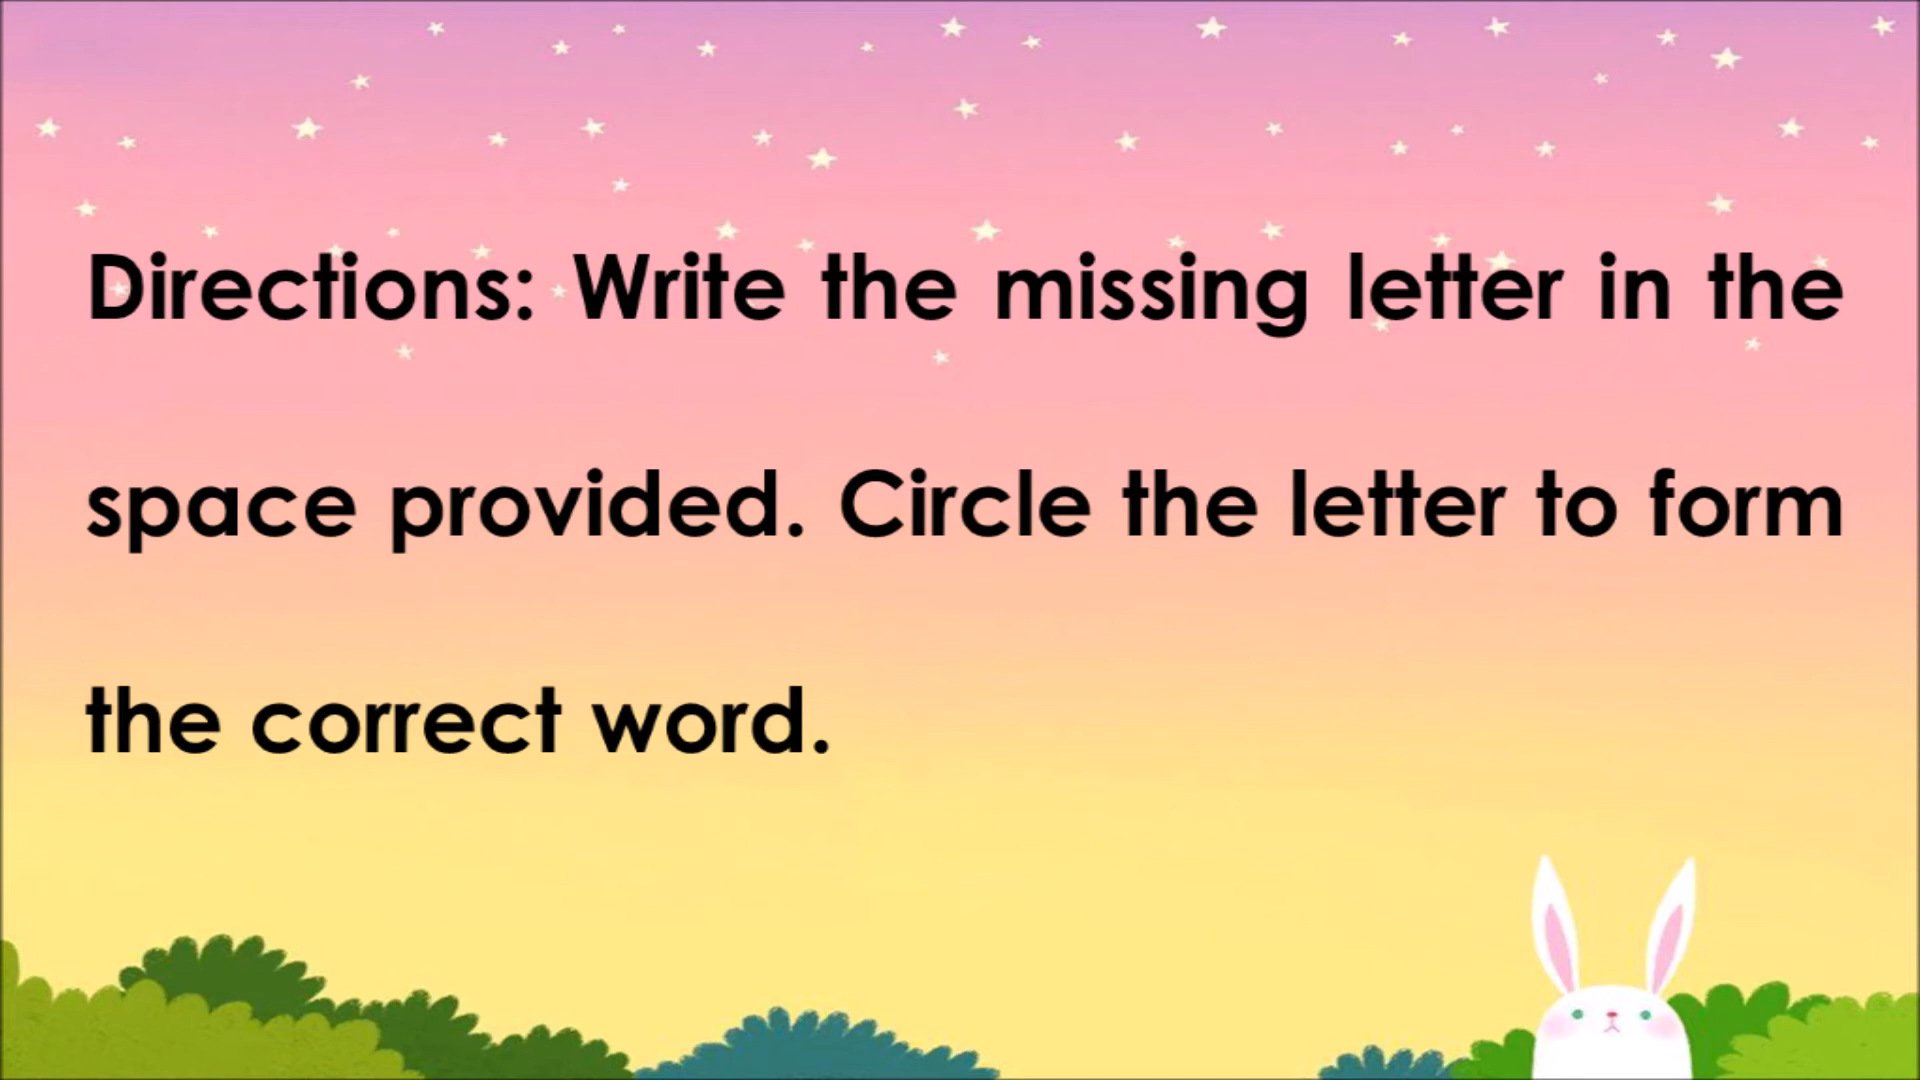 Directions: Write the missing letter in the
space provided. Circle the letter to form
the correct word.